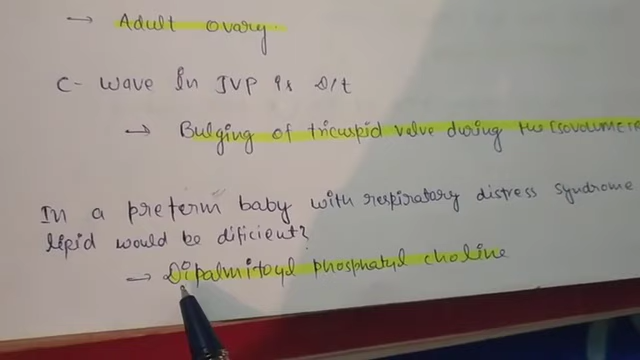 → Adult ovary.
C- wave in JVP is D/t
→ Bulging of tricuspid valve during the
In a preterm baby with respiratory distress syndrome
lipid would be dificient?
→ Dipalmitoyl phosphatyl choline